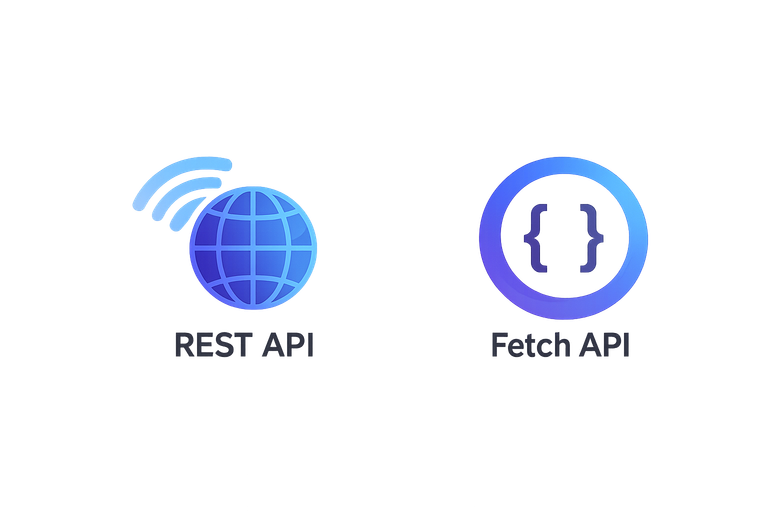 { }
REST API
Fetch API